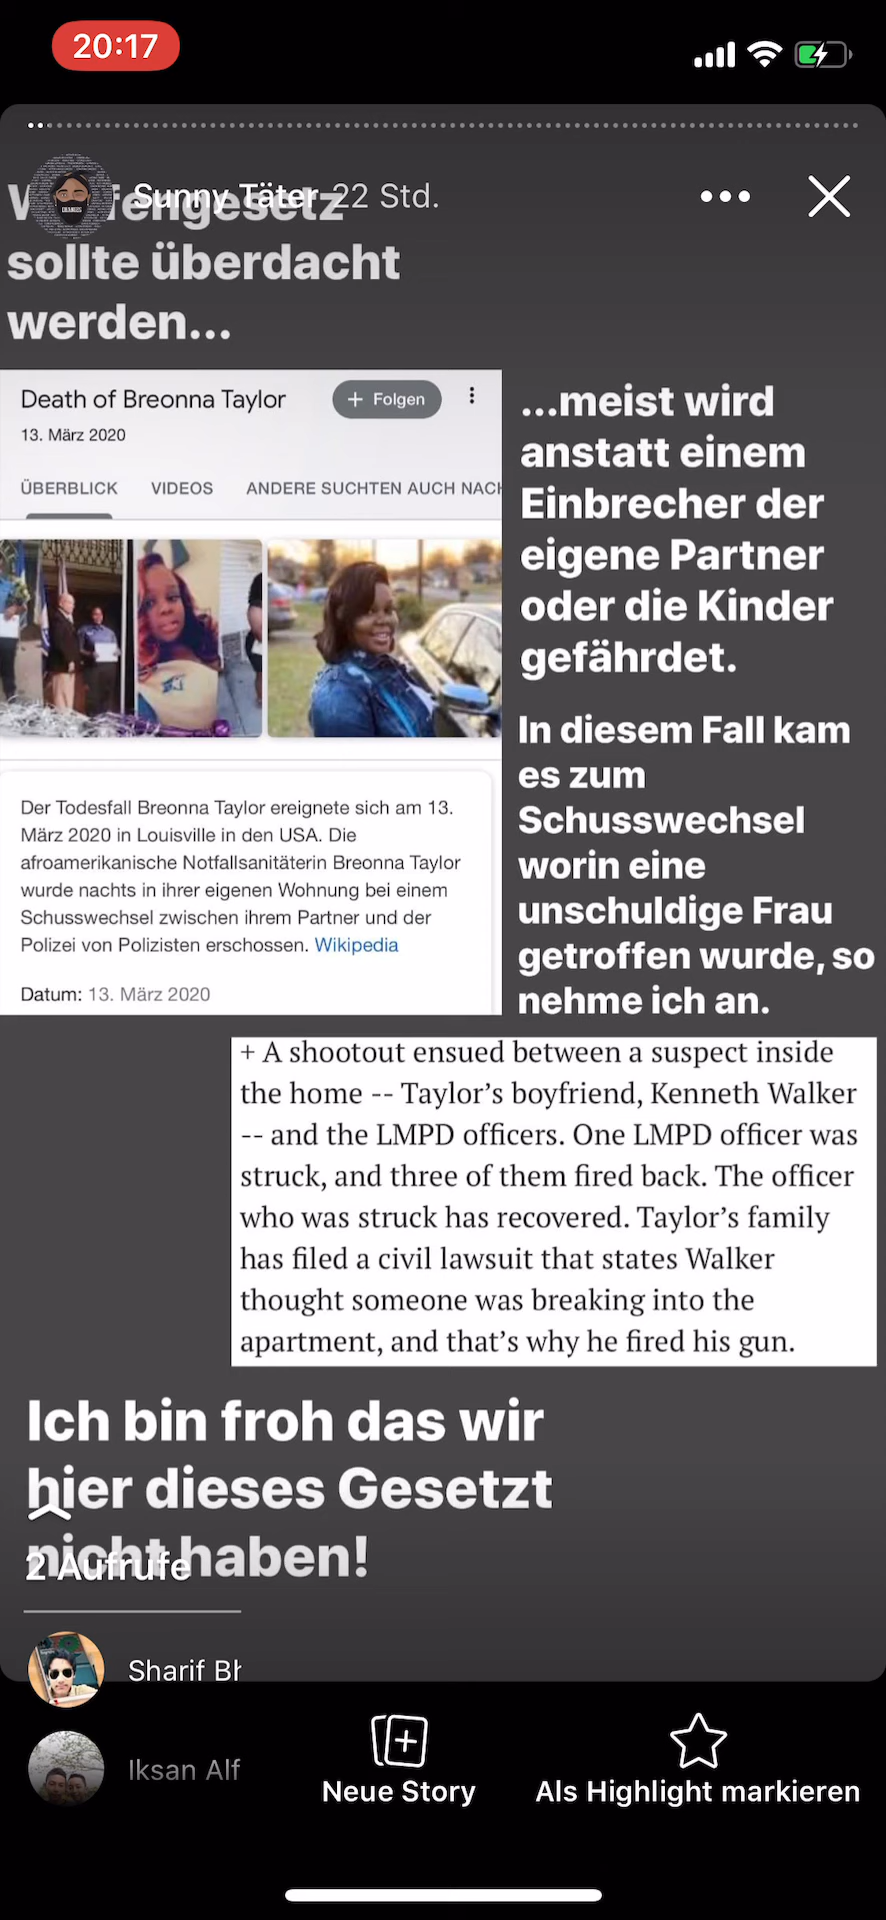 20:17
Sunny Täter 22 Std.
fengesetz
sollte überdacht
werden...
Death of Breonna Taylor
+ Folgen
13. März 2020
ÜBERBLICK VIDEOS ANDERE SUCHTEN AUCH NACH
...meist wird
anstatt einem
Einbrecher der
eigene Partner
oder die Kinder
gefährdet.
In diesem Fall kam
es zum
Schusswechsel
worin eine
unschuldige Frau
getroffen wurde, so
nehme ich an.
Der Todesfall Breonna Taylor ereignete sich am 13.
März 2020 in Louisville in den USA. Die
afroamerikanische Notfallsanitäterin Breonna Taylor
wurde nachts in ihrer eigenen Wohnung bei einem
Schusswechsel zwischen ihrem Partner und der
Polizei von Polizisten erschossen. Wikipedia
Datum: 13. März 2020
+ A shootout ensued between a suspect inside
the home -- Taylor’s boyfriend, Kenneth Walker
-- and the LMPD officers. One LMPD officer was
struck, and three of them fired back. The officer
who was struck has recovered. Taylor’s family
has filed a civil lawsuit that states Walker
thought someone was breaking into the
apartment, and that’s why he fired his gun.
Ich bin froh das wir
hier dieses Gesetzt
nicht haben!
2 Aufrufe
Sharif Bh
Iksan Alf
Neue Story
Als Highlight markieren